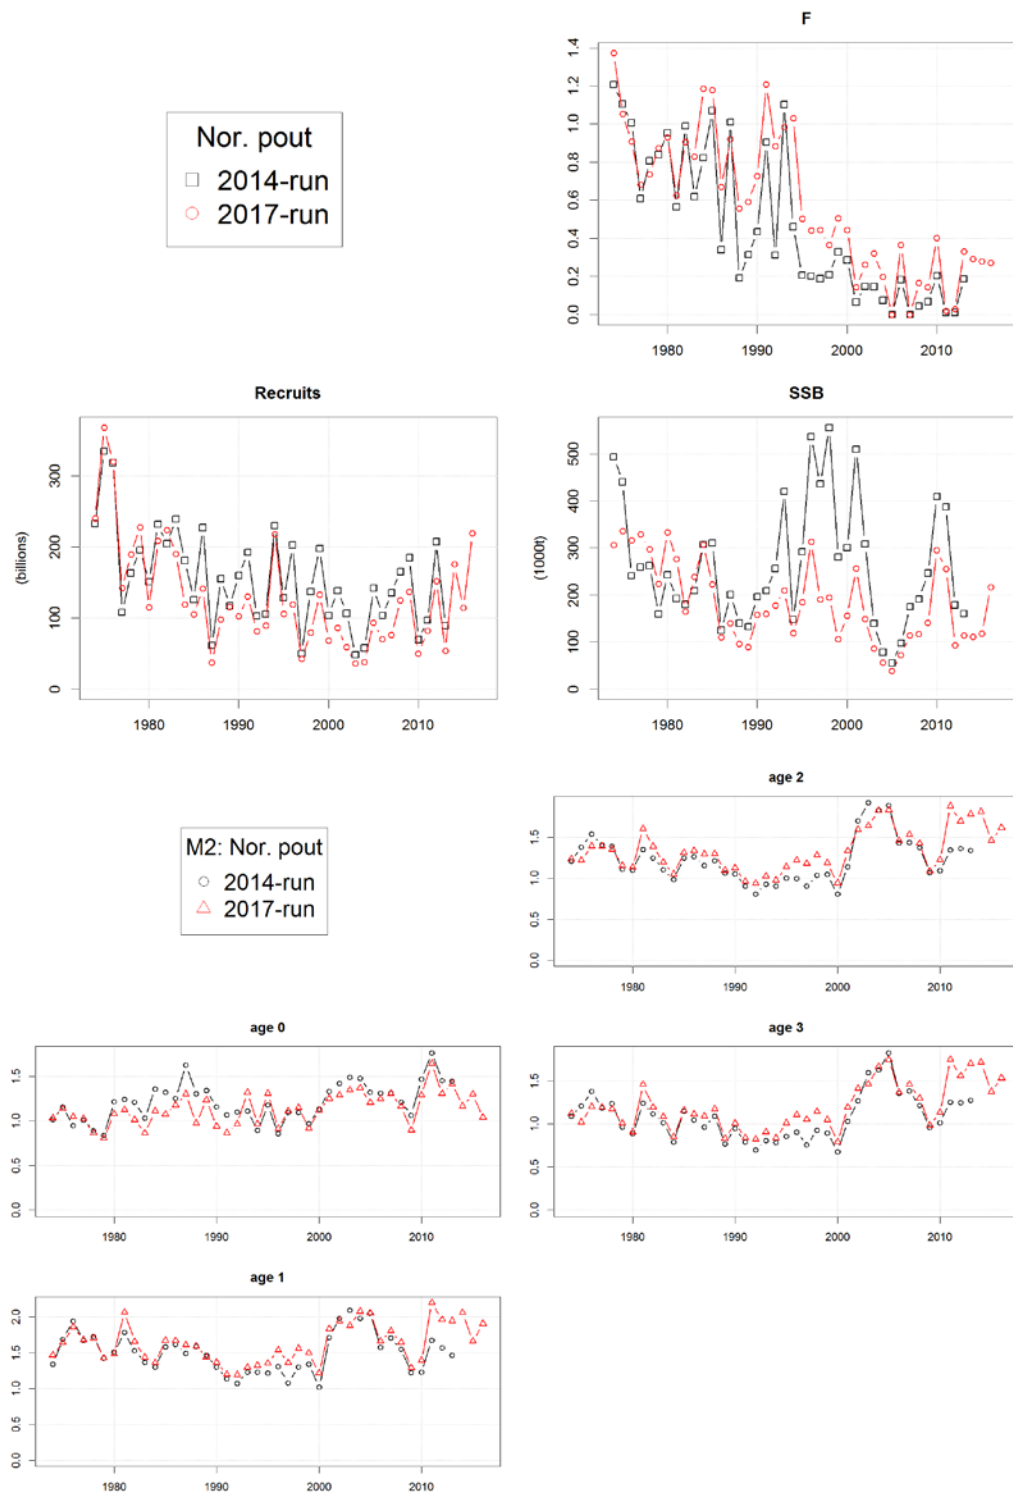 F
Nor. pout
2014-run
2017-run
1.4
1.2
1.0
0.8
0.6
0.4
0.2
0.0
1980 1990 2000 2010
Recruits
(billions)
300
200
100
0
1980 1990 2000 2010
SSB
(1000t)
500
400
300
200
100
0
1980 1990 2000 2010
M2: Nor. pout
2014-run
2017-run
age 2
1.5
1.0
0.5
0.0
1980 1990 2000 2010
age 0
1.5
1.0
0.5
0.0
1980 1990 2000 2010
age 3
1.5
1.0
0.5
0.0
1980 1990 2000 2010
age 1
2.0
1.5
1.0
0.5
0.0
1980 1990 2000 2010